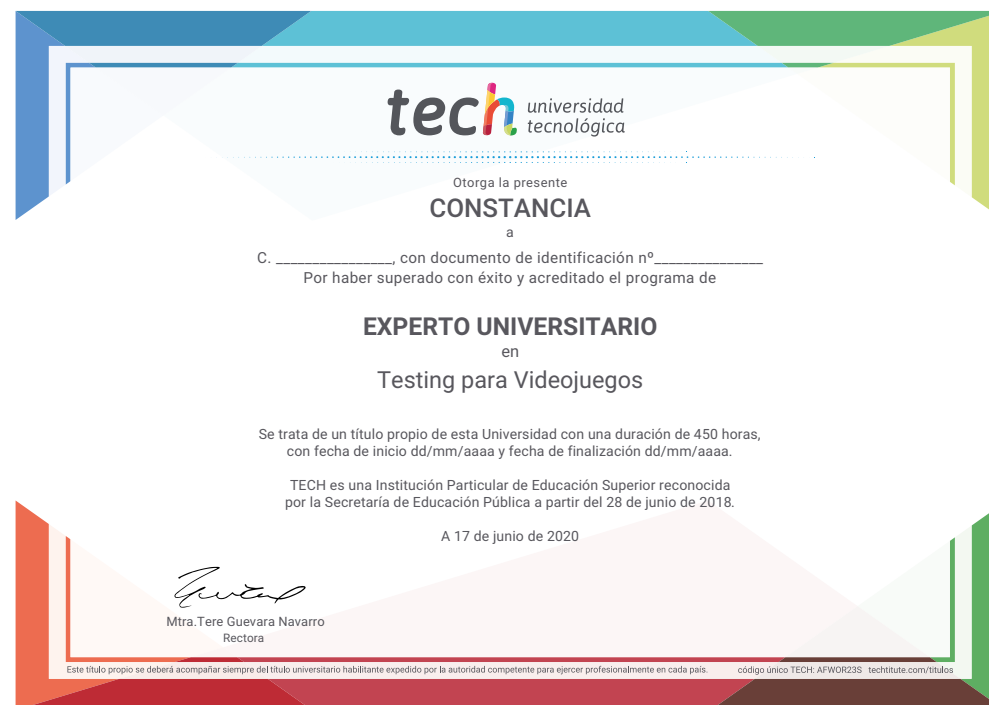 tech universidad
tecnológica
Otorga la presente
CONSTANCIA
a
C. ________________, con documento de identificación nº_______________
Por haber superado con éxito y acreditado el programa de
EXPERTO UNIVERSITARIO
en
Testing para Videojuegos
Se trata de un título propio de esta Universidad con una duración de 450 horas,
con fecha de inicio dd/mm/aaaa y fecha de finalización dd/mm/aaaa.
TECH es una Institución Particular de Educación Superior reconocida
por la Secretaría de Educación Pública a partir del 28 de junio de 2018.
A 17 de junio de 2020
Mtra.Tere Guevara Navarro
Rectora
Este título propio se deberá acompañar siempre del título universitario habilitante expedido por la autoridad competente para ejercer profesionalmente en cada país. código único TECH: AFWOR23S techtitute.com/titulos